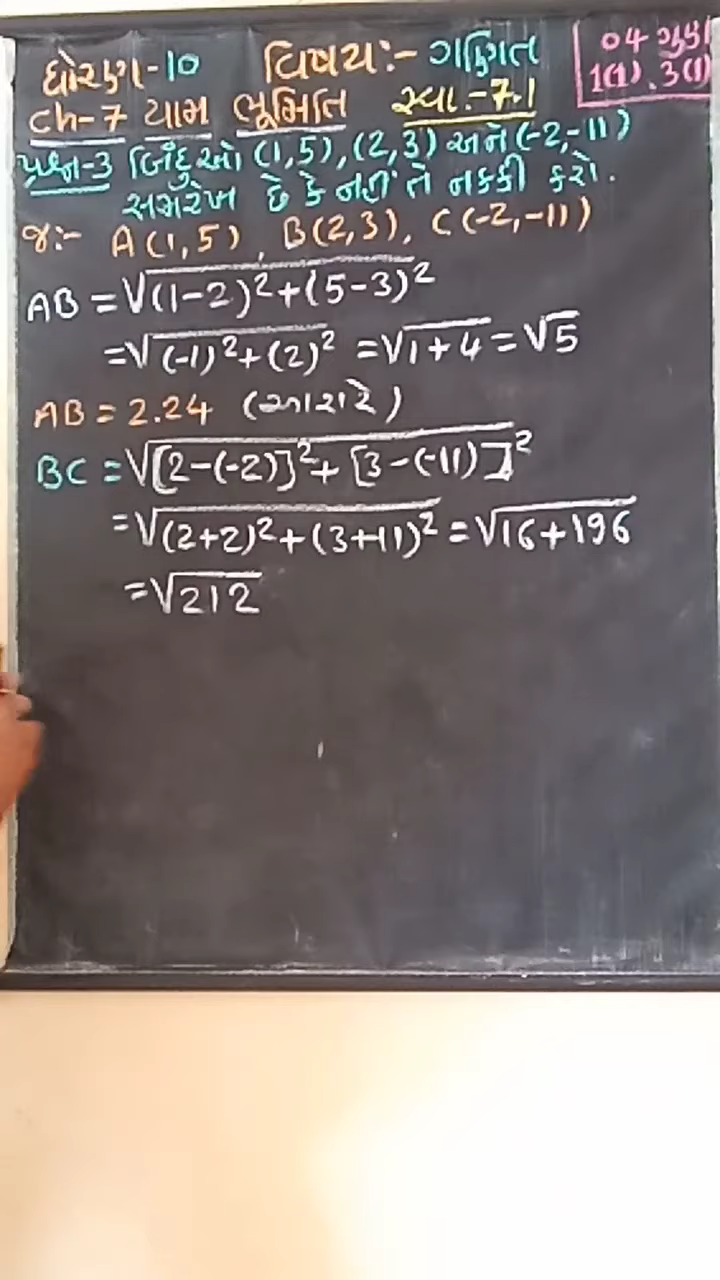 ધોરણ-10 વિષય:- ગણિત
04 ગુણ
1(1), 3(1)
ch-7 યામ ભૂમિતિ સ્વા.-7.1
પ્રશ્ન-3 બિંદુઓ (1,5), (2,3) અને (-2,-11)
સમરેખ છે કે નહીં તે નક્કી કરો.
જ:- A(1,5), B(2,3), C(-2,-11)
AB = √(1-2)²+(5-3)²
=√(-1)²+(2)² =√1+4 =√5
AB = 2.24 (આશરે)
BC = √[2-(-2)]²+[3-(-11)]²
=√(2+2)²+(3+11)² =√16+196
=√212